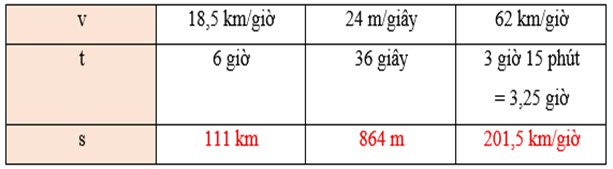 v 18,5 km/giờ 24 m/giây 62 km/giờ
t 6 giờ 36 giây 3 giờ 15 phút
= 3,25 giờ
s 111 km 864 m 201,5 km/giờ